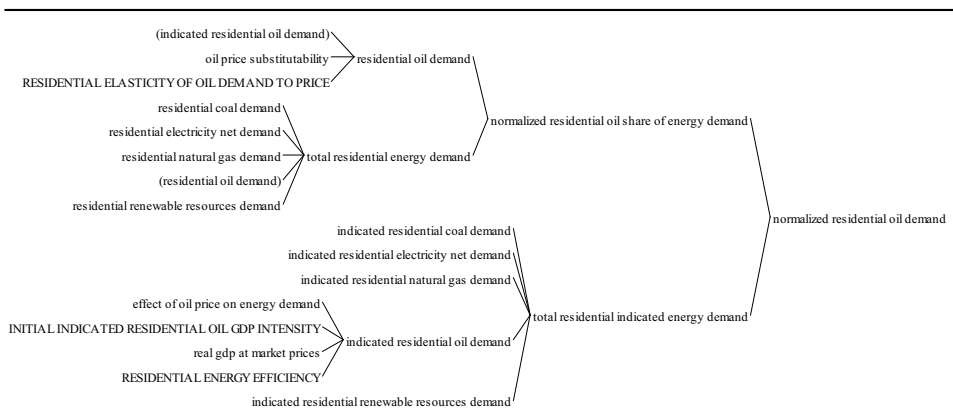 (indicated residential oil demand)
oil price substitutability
RESIDENTIAL ELASTICITY OF OIL DEMAND TO PRICE
residential oil demand
residential coal demand
residential electricity net demand
residential natural gas demand
(residential oil demand)
residential renewable resources demand
total residential energy demand
normalized residential oil share of energy demand
indicated residential coal demand
indicated residential electricity net demand
indicated residential natural gas demand
effect of oil price on energy demand
INITIAL INDICATED RESIDENTIAL OIL GDP INTENSITY
real gdp at market prices
RESIDENTIAL ENERGY EFFICIENCY
indicated residential oil demand
indicated residential renewable resources demand
total residential indicated energy demand
normalized residential oil demand